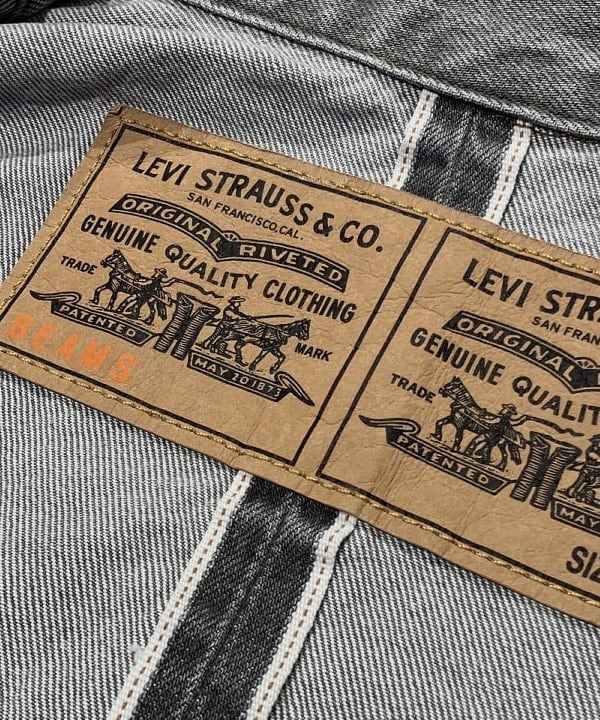 LEVI STRAUSS & CO.
SAN FRANCISCO, CAL.
ORIGINAL RIVETED
GENUINE QUALITY CLOTHING
TRADE MARK
PATENTED
MAY 20 1873
BEAMS
LEVI STRA
SAN FRAN
ORIGINAL
GENUINE QUALIT
TRADE
PATENTED
MAY
SIZ